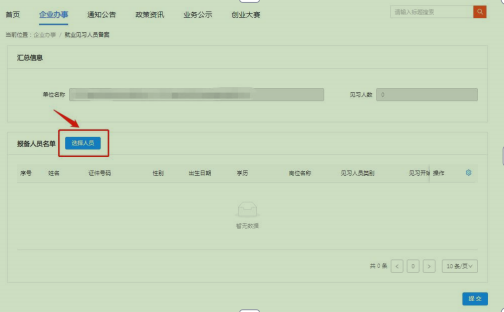 首页 企业办事 通知公告 政策资讯 业务公示 创业大赛 请输入标题搜索
当前位置：企业办事 / 就业见习人员备案
汇总信息
单位名称 见习人数 0
报备人员名单 选择人员
序号 姓名 证件号码 性别 出生日期 学历 岗位名称 见习人员类别 见习开始 操作
暂无数据
共 0 条 < 0 > 10 条/页
提 交